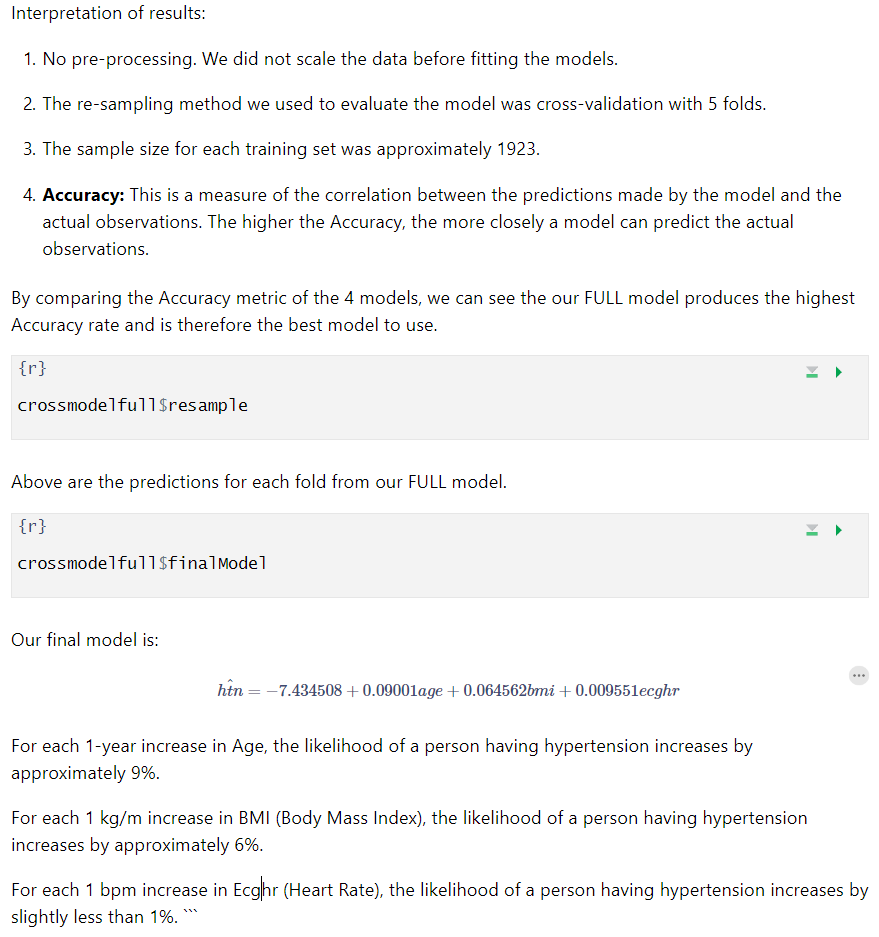 Interpretation of results:
1. No pre-processing. We did not scale the data before fitting the models.
2. The re-sampling method we used to evaluate the model was cross-validation with 5 folds.
3. The sample size for each training set was approximately 1923.
4. Accuracy: This is a measure of the correlation between the predictions made by the model and the
actual observations. The higher the Accuracy, the more closely a model can predict the actual
observations.
By comparing the Accuracy metric of the 4 models, we can see the our FULL model produces the highest
Accuracy rate and is therefore the best model to use.
{r}
crossmodelfull$resample
Above are the predictions for each fold from our FULL model.
{r}
crossmodelfull$finalModel
Our final model is:
htn̂ = −7.434508 + 0.09001age + 0.064562bmi + 0.009551ecghr
For each 1-year increase in Age, the likelihood of a person having hypertension increases by
approximately 9%.
For each 1 kg/m increase in BMI (Body Mass Index), the likelihood of a person having hypertension
increases by approximately 6%.
For each 1 bpm increase in Ecghr (Heart Rate), the likelihood of a person having hypertension increases by
slightly less than 1%. ```